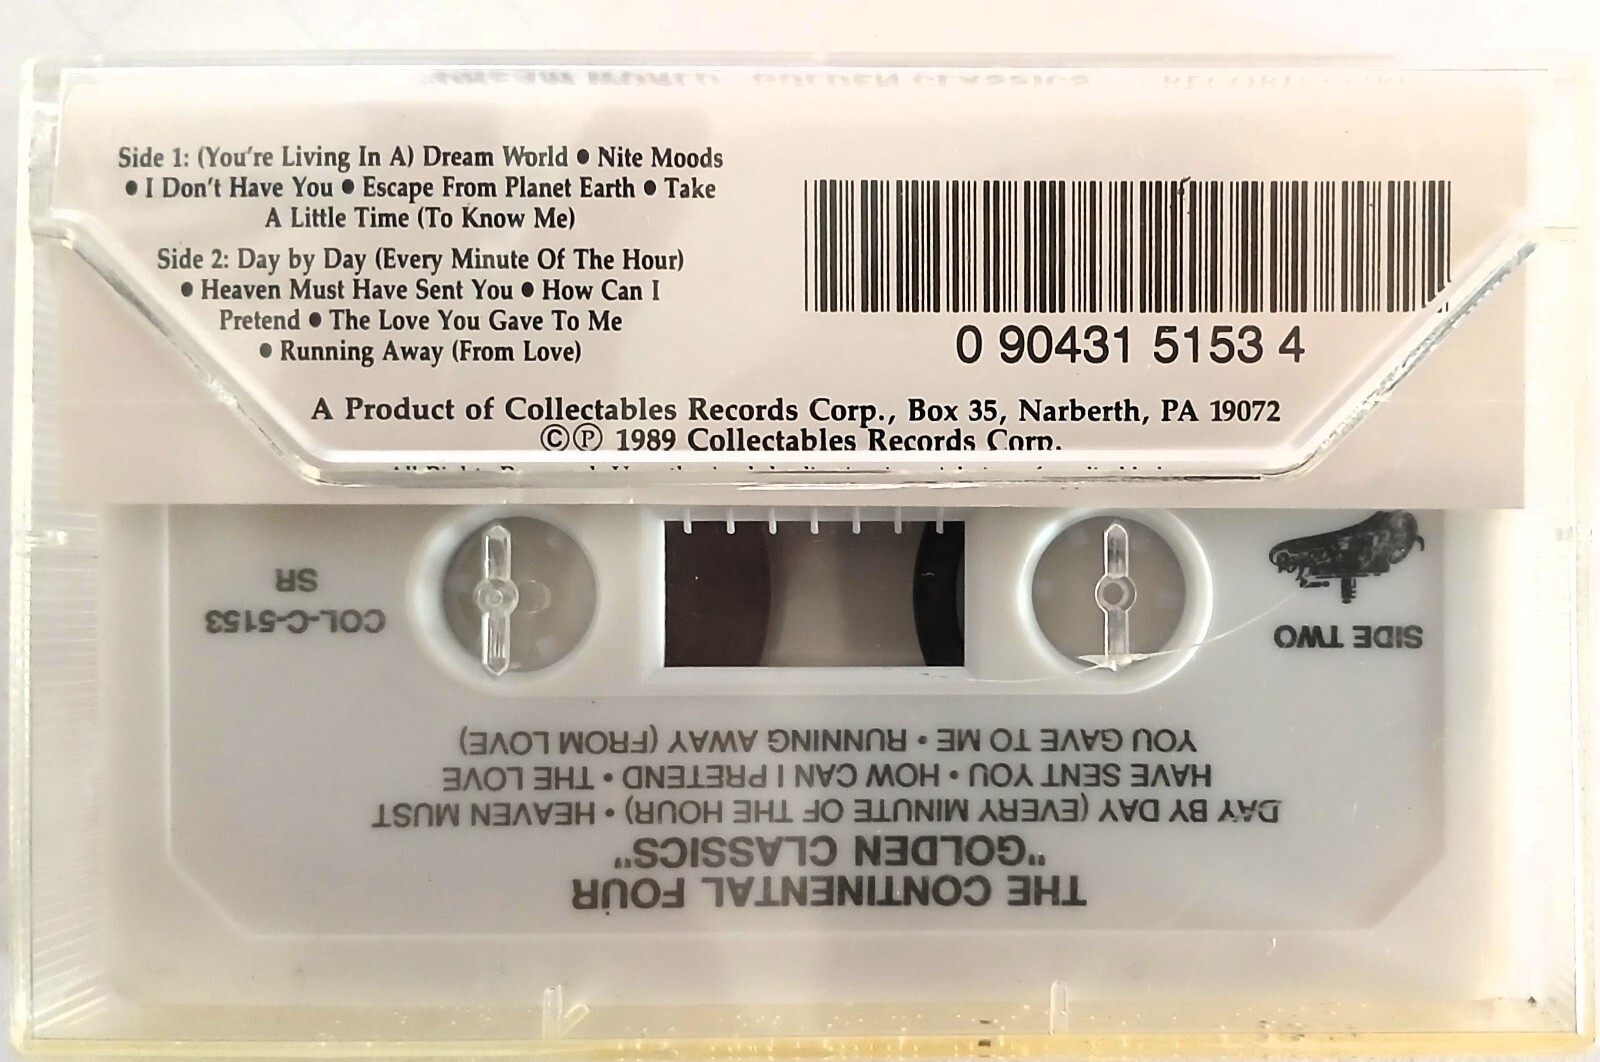 Side 1: (You're Living In A) Dream World ● Nite Moods
● I Don't Have You ● Escape From Planet Earth ● Take
A Little Time (To Know Me)
Side 2: Day by Day (Every Minute Of The Hour)
● Heaven Must Have Sent You ● How Can I
Pretend ● The Love You Gave To Me
● Running Away (From Love)
0 90431 5153 4
A Product of Collectables Records Corp., Box 35, Narberth, PA 19072
©℗ 1989 Collectables Records Corp.
THE CONTINENTAL FOUR
"GOLDEN CLASSICS"
DAY BY DAY (EVERY MINUTE OF THE HOUR) • HEAVEN MUST
HAVE SENT YOU • HOW CAN I PRETEND • THE LOVE
YOU GAVE TO ME • RUNNING AWAY (FROM LOVE)
SIDE TWO
COL-C-5153
SR